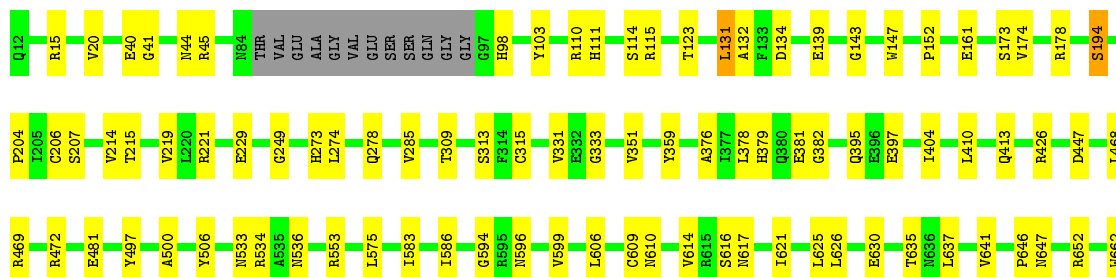 Q12 R15 V20 E40 G41 N44 R45 N84 THR VAL GLU ALA GLY VAL GLU SER SER GLN GLY GLY G97 H98 Y103 R110 H111 S114 R115 T123 L131 A132 F133 D134 E139 G143 W147 P152 E161 S173 V174 R178 S194
P204 I205 C206 S207 V214 T215 V219 L220 R221 E229 G249 H273 L274 Q278 V285 T309 S313 F314 C315 V331 E332 G333 V351 Y359 A376 I377 L378 H379 Q380 E381 G382 Q395 E396 E397 I404 L410 Q413 R426 D447
R469 R472 E481 Y497 A500 Y506 N533 R534 A535 N536 R553 L575 I583 I586 G594 R595 N596 V599 L606 C609 N610 V614 R615 S616 N617 I621 L625 L626 E630 T635 N636 L637 V641 P646 N647 R652